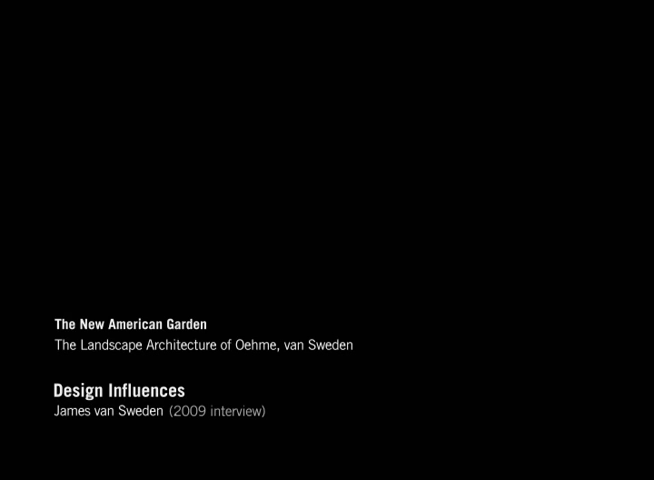 The New American Garden
The Landscape Architecture of Oehme, van Sweden
Design Influences
James van Sweden (2009 interview)